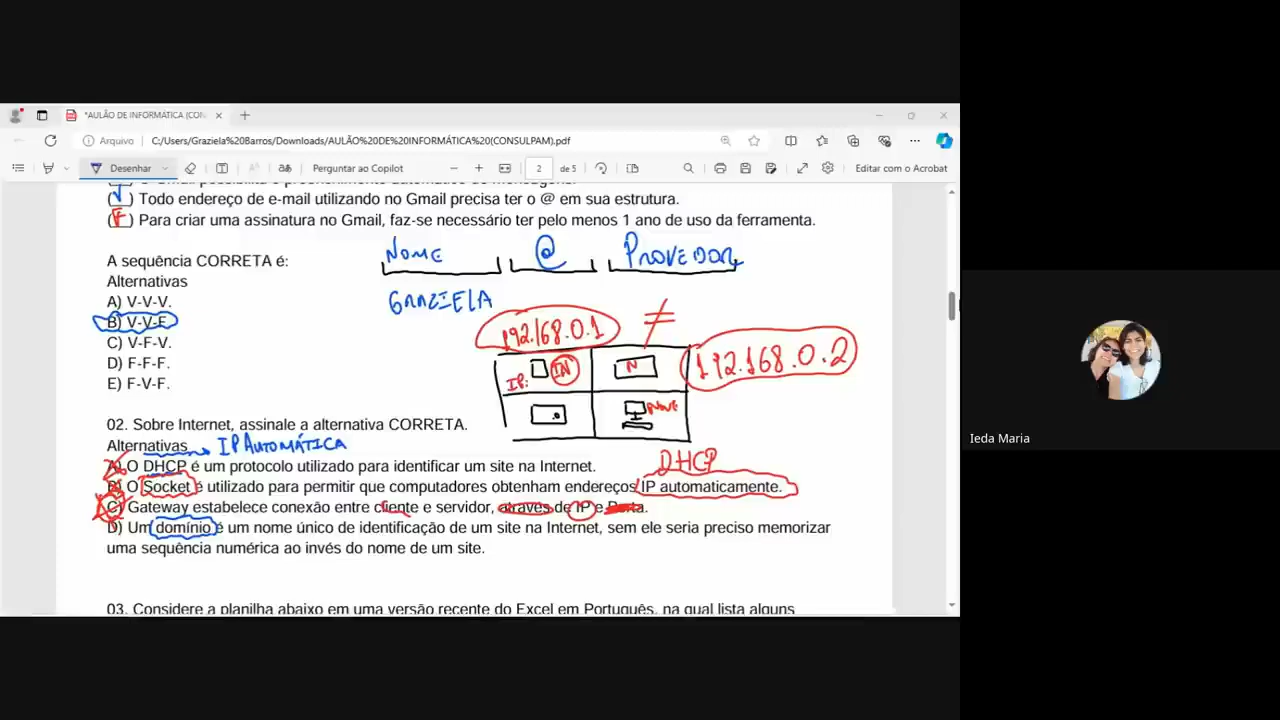 *AULÃO DE INFORMÁTICA (CON
Arquivo C:/Users/Graziela%20Barros/Downloads/AULÃO%20DE%20INFORMÁTICA%20(CONSULPAM).pdf
Desenhar Perguntar ao Copilot 2 de 5 Editar com o Acrobat
(V) Todo endereço de e-mail utilizando no Gmail precisa ter o @ em sua estrutura.
(F) Para criar uma assinatura no Gmail, faz-se necessário ter pelo menos 1 ano de uso da ferramenta.
NOME @ PROVEDOR
A sequência CORRETA é:
Alternativas
A) V-V-V.
GRAZIELA
B) V-V-F.
192.168.0.1 ≠
C) V-F-V.
192.168.0.2
D) F-F-F.
IP: IN N
E) F-V-F.
NOVE
02. Sobre Internet, assinale a alternativa CORRETA.
Alternativas IP AUTOMÁTICA
DHCP
A) O DHCP é um protocolo utilizado para identificar um site na Internet.
B) O Socket é utilizado para permitir que computadores obtenham endereços IP automaticamente.
C) Gateway estabelece conexão entre cliente e servidor, através de IP e Porta.
D) Um domínio é um nome único de identificação de um site na Internet, sem ele seria preciso memorizar
uma sequência numérica ao invés do nome de um site.
03. Considere a planilha abaixo em uma versão recente do Excel em Português, na qual lista alguns
Ieda Maria